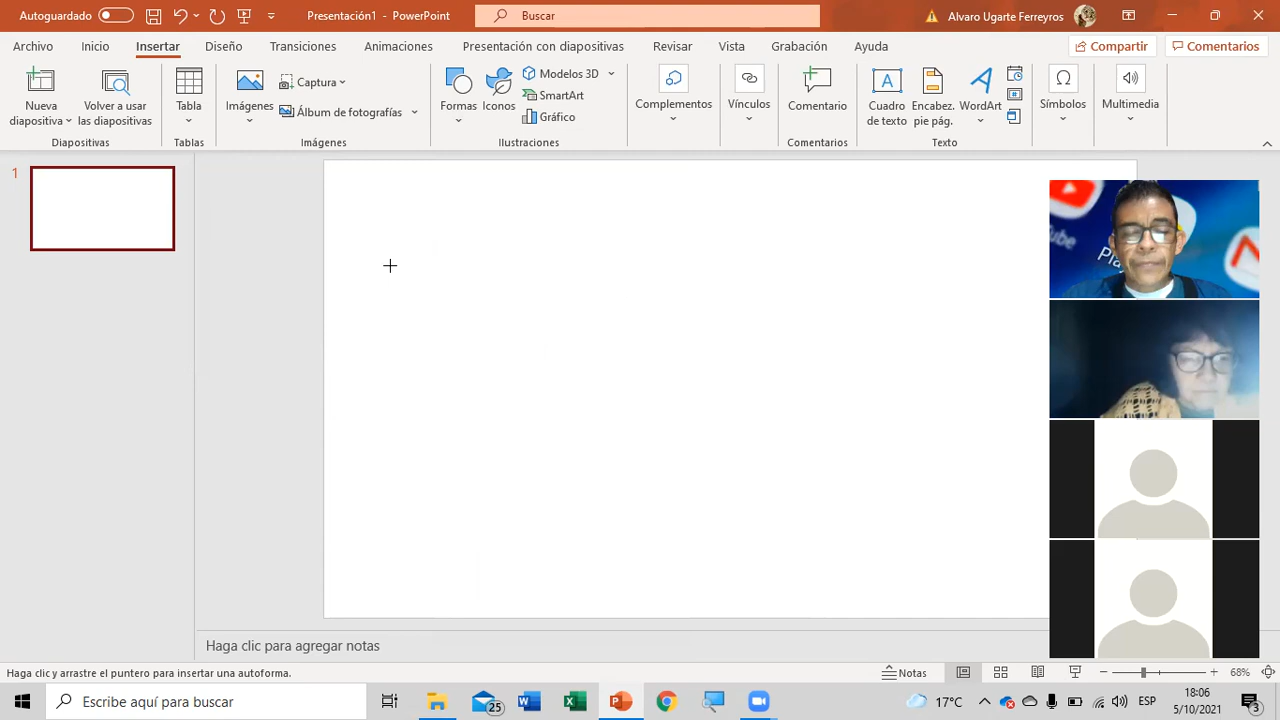 Autoguardado
Presentación1 - PowerPoint
Buscar
Alvaro Ugarte Ferreyros
Archivo Inicio Insertar Diseño Transiciones Animaciones Presentación con diapositivas Revisar Vista Grabación Ayuda
Compartir Comentarios
Nueva diapositiva
Volver a usar las diapositivas
Diapositivas
Tabla
Tablas
Imágenes
Captura
Álbum de fotografías
Imágenes
Formas
Iconos
Modelos 3D
SmartArt
Gráfico
Ilustraciones
Complementos
Vínculos
Comentario
Comentarios
Cuadro de texto
Encabez. pie pág.
WordArt
Texto
Símbolos
Multimedia
1
Haga clic para agregar notas
Haga clic y arrastre el puntero para insertar una autoforma.
Notas
68%
Escribe aquí para buscar
25
17°C
ESP
18:06
5/10/2021
3